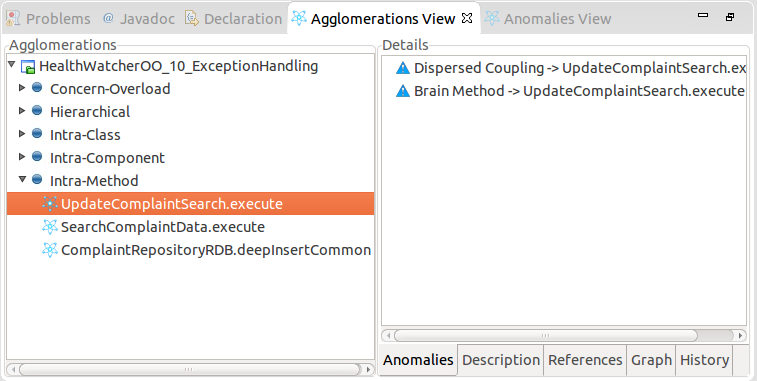 Problems @ Javadoc Declaration Agglomerations View Anomalies View
Agglomerations
HealthWatcherOO_10_ExceptionHandling
Concern-Overload
Hierarchical
Intra-Class
Intra-Component
Intra-Method
UpdateComplaintSearch.execute
SearchComplaintData.execute
ComplaintRepositoryRDB.deepInsertCommon
Details
Dispersed Coupling -> UpdateComplaintSearch.ex
Brain Method -> UpdateComplaintSearch.execute
Anomalies Description References Graph History